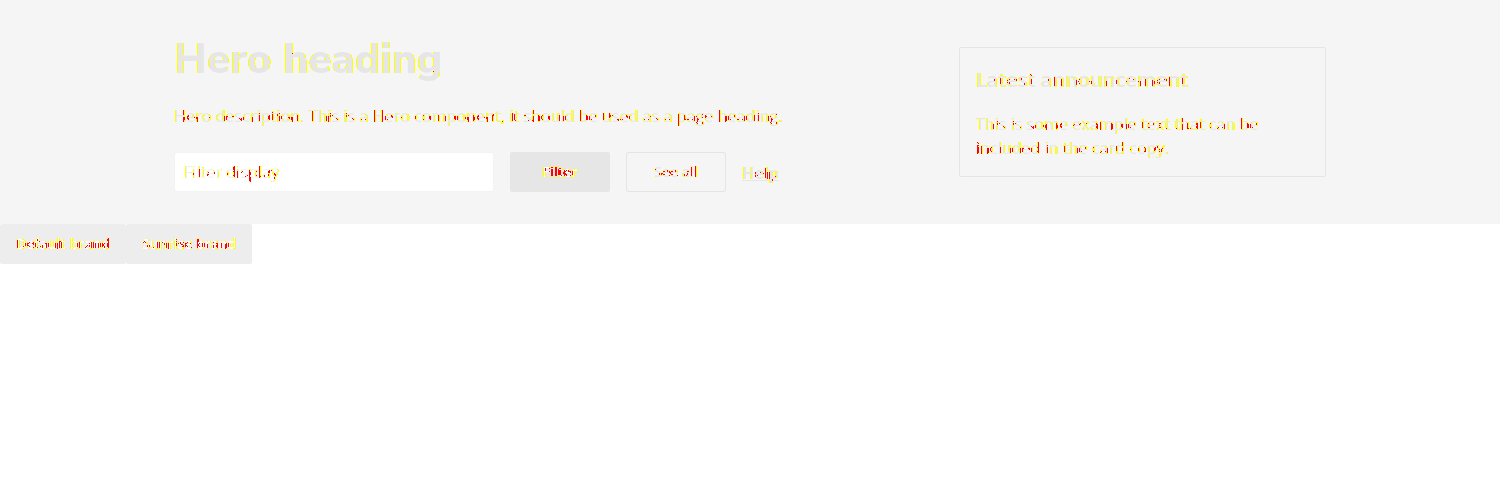 Hero heading
Hero description. This is a Hero component, it should be used as a page heading.
Filter display
Filter
See all
Help
Latest announcement
This is some example text that can be
included in the card copy.
Default brand
Sunrise brand